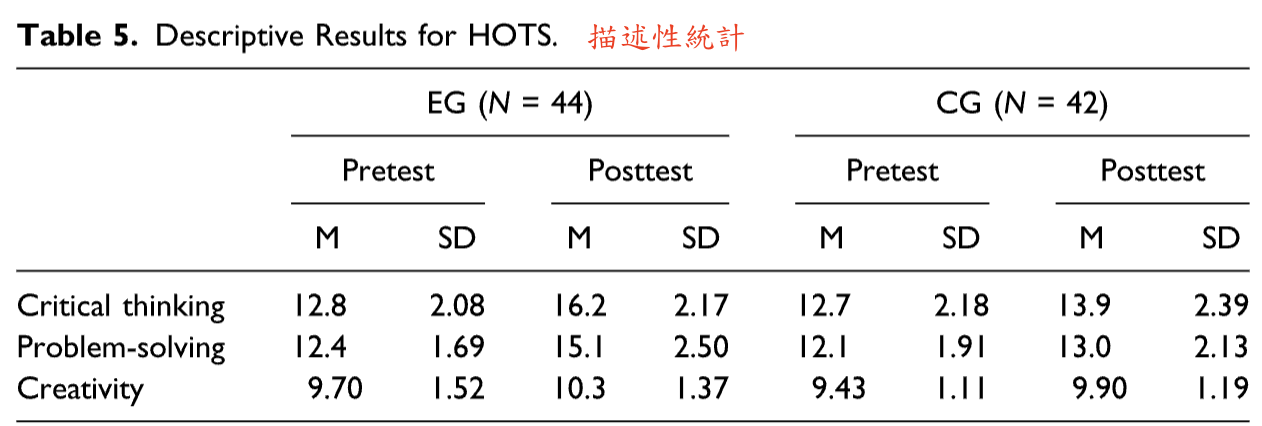 Table 5. Descriptive Results for HOTS. 描述性統計
EG (N = 44) CG (N = 42)
Pretest Posttest Pretest Posttest
M SD M SD M SD M SD
Critical thinking 12.8 2.08 16.2 2.17 12.7 2.18 13.9 2.39
Problem-solving 12.4 1.69 15.1 2.50 12.1 1.91 13.0 2.13
Creativity 9.70 1.52 10.3 1.37 9.43 1.11 9.90 1.19